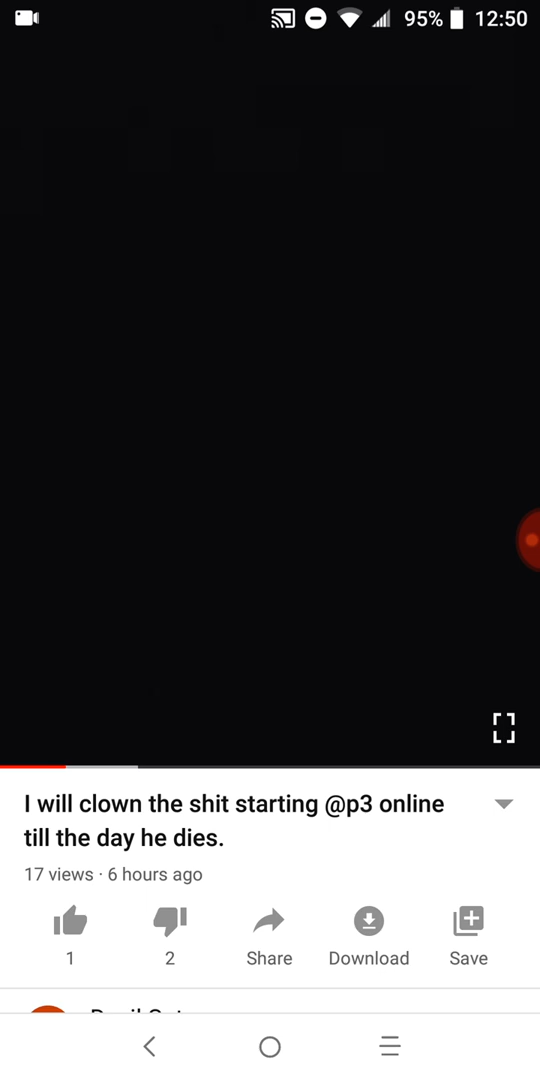 95% 12:50
I will clown the shit starting @p3 online
till the day he dies.
17 views · 6 hours ago
1 2 Share Download Save